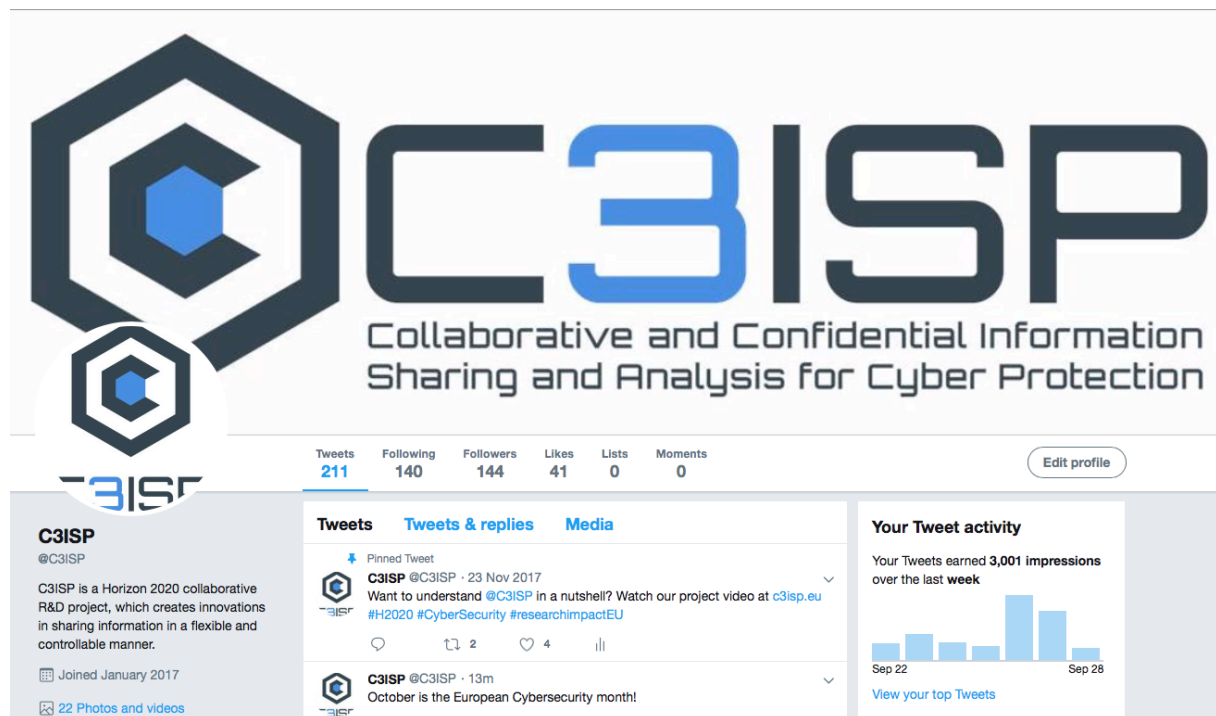 C3ISP
Collaborative and Confidential Information
Sharing and Analysis for Cyber Protection
Tweets Following Followers Likes Lists Moments
211 140 144 41 0 0
Edit profile
C3ISP
C3ISP
@C3ISP
C3ISP is a Horizon 2020 collaborative
R&D project, which creates innovations
in sharing information in a flexible and
controllable manner.
Joined January 2017
22 Photos and videos
Tweets Tweets & replies Media
Pinned Tweet
C3ISP @C3ISP · 23 Nov 2017
Want to understand @C3ISP in a nutshell? Watch our project video at c3isp.eu
#H2020 #CyberSecurity #researchimpactEU
2 4
C3ISP @C3ISP · 13m
October is the European Cybersecurity month!
Your Tweet activity
Your Tweets earned 3,001 impressions
over the last week
Sep 22 Sep 28
View your top Tweets